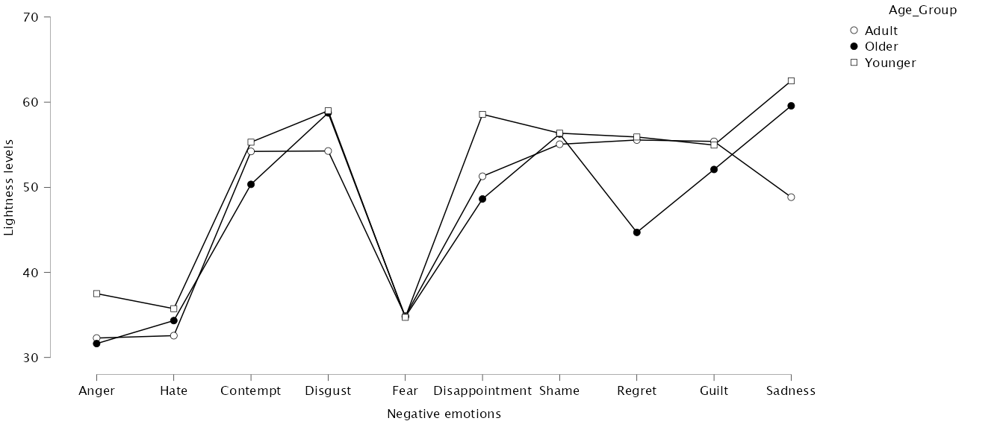 Age_Group
Adult
Older
Younger
70
60
50
40
30
Lightness levels
Anger Hate Contempt Disgust Fear Disappointment Shame Regret Guilt Sadness
Negative emotions